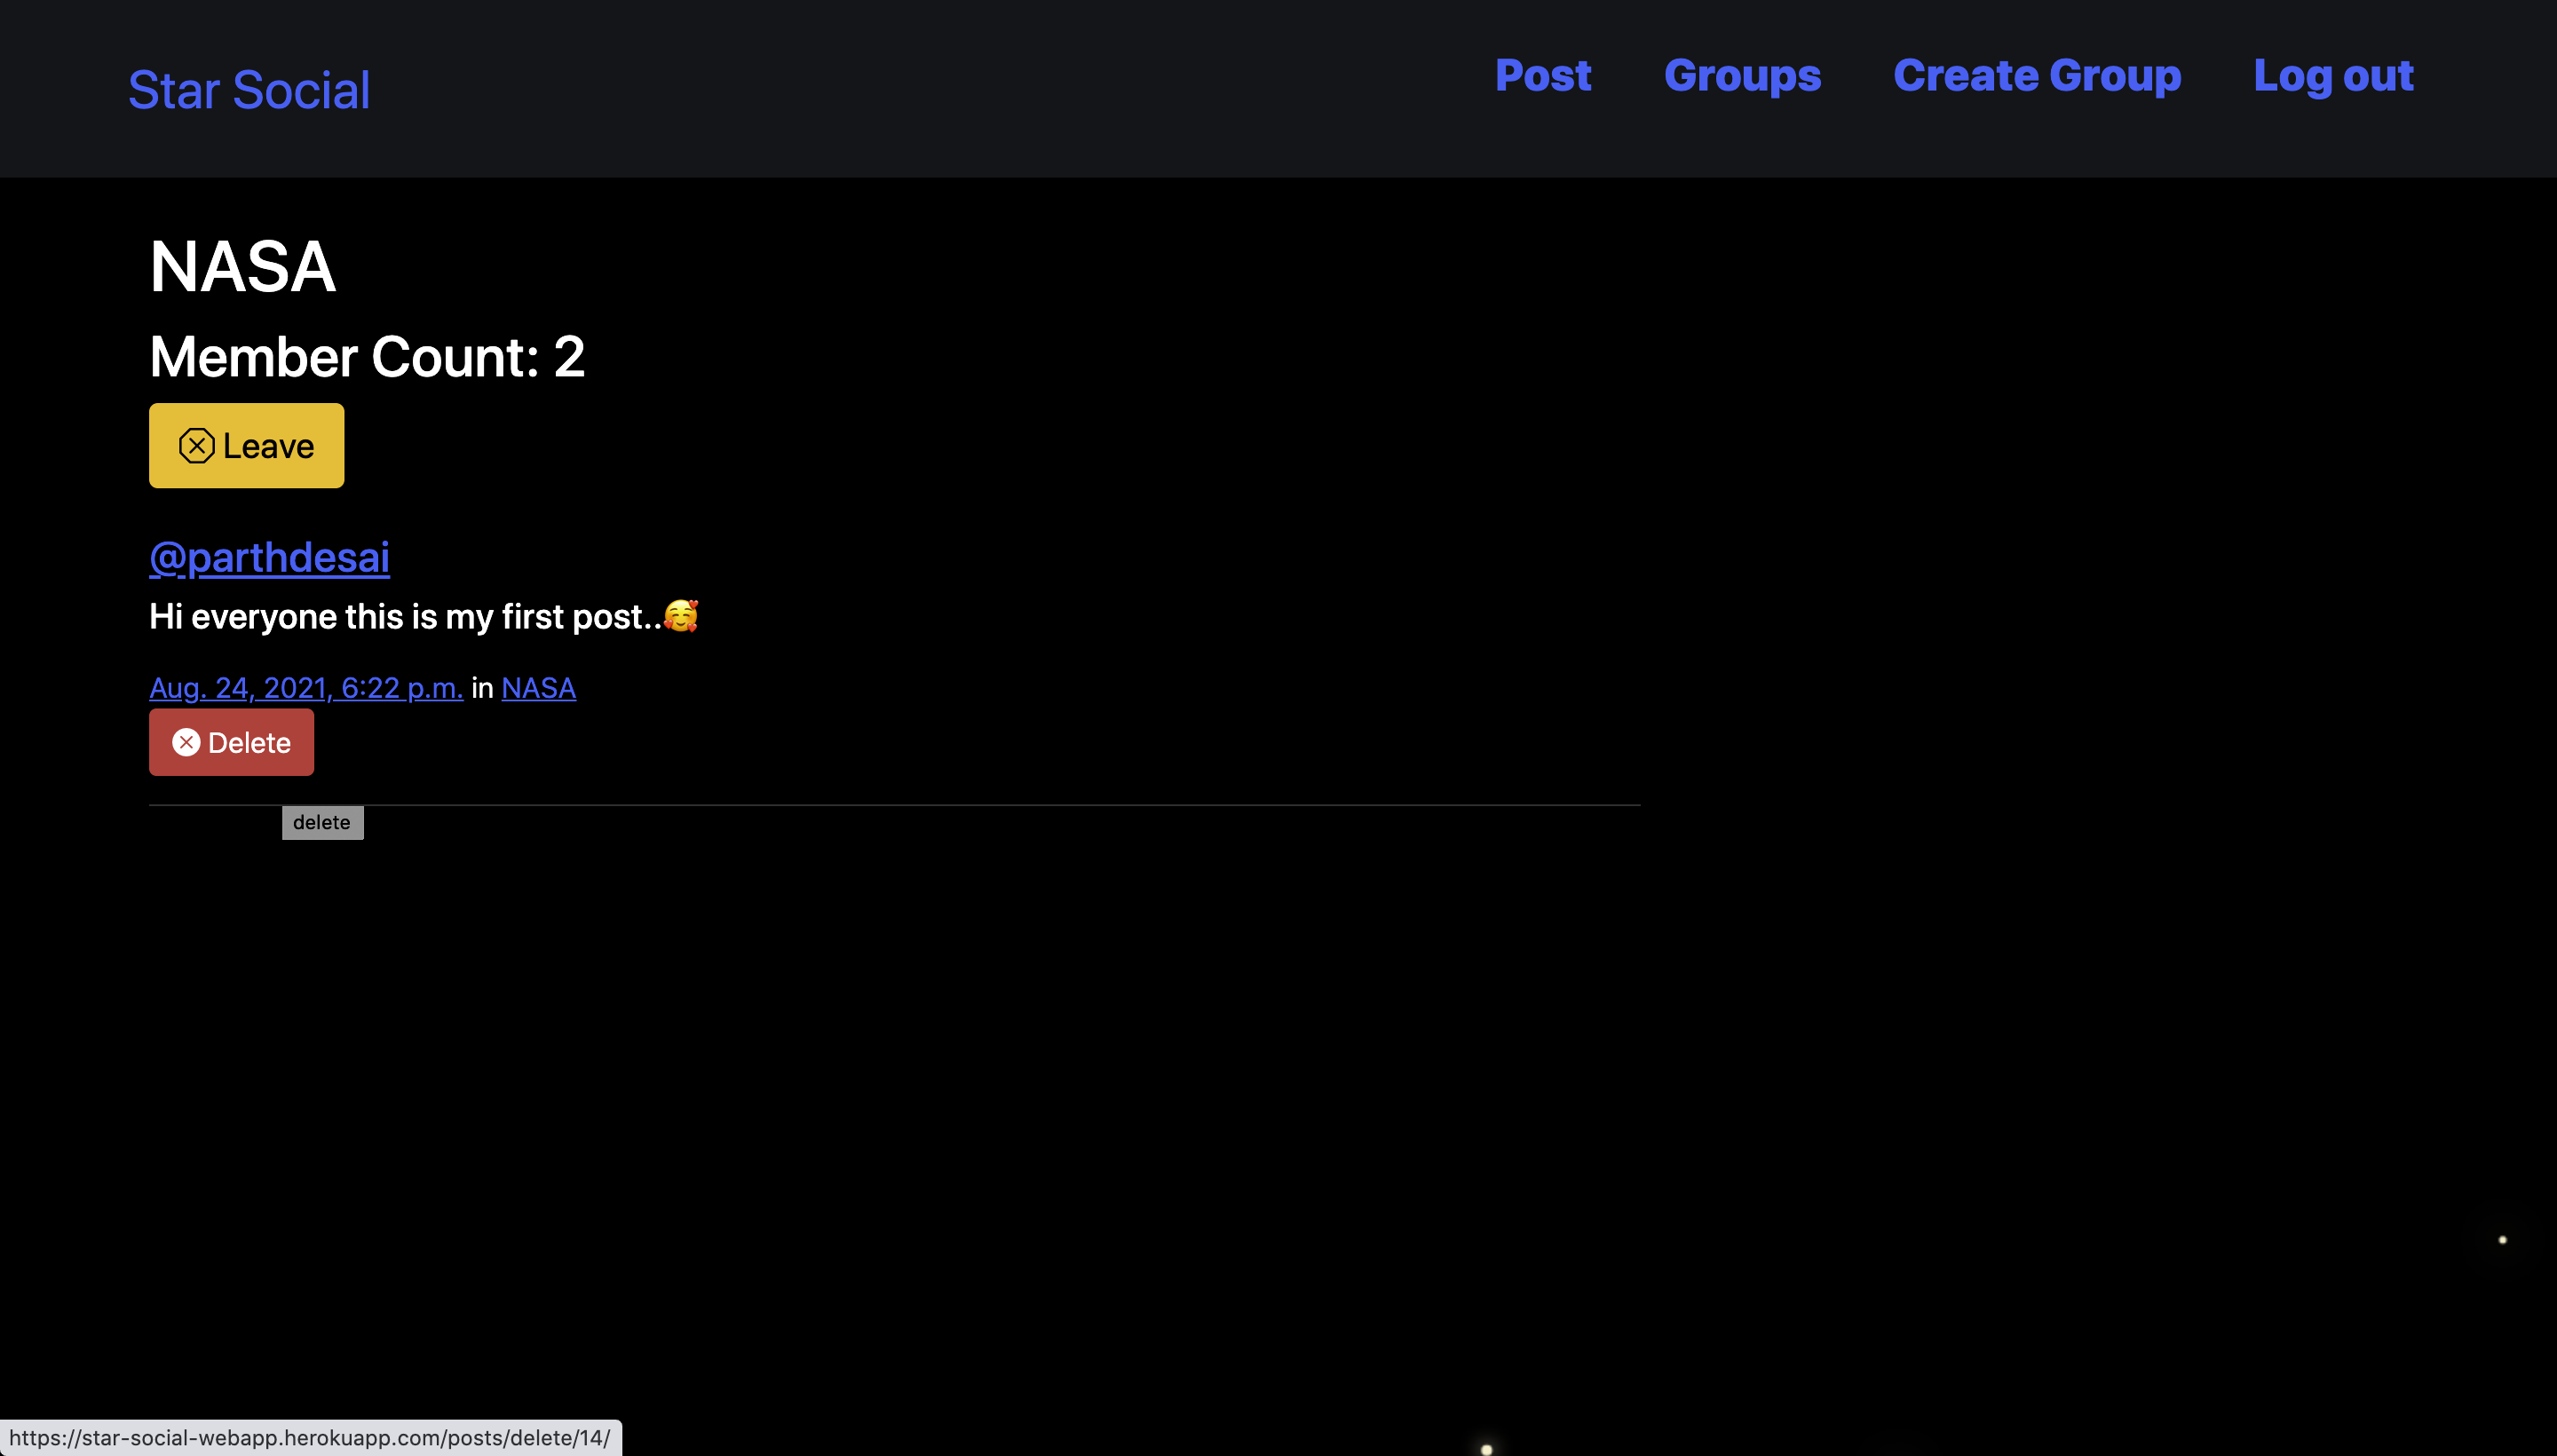 Star Social
Post Groups Create Group Log out
NASA
Member Count: 2
Leave
@parthdesai
Hi everyone this is my first post..🥰
Aug. 24, 2021, 6:22 p.m. in NASA
Delete
delete
https://star-social-webapp.herokuapp.com/posts/delete/14/